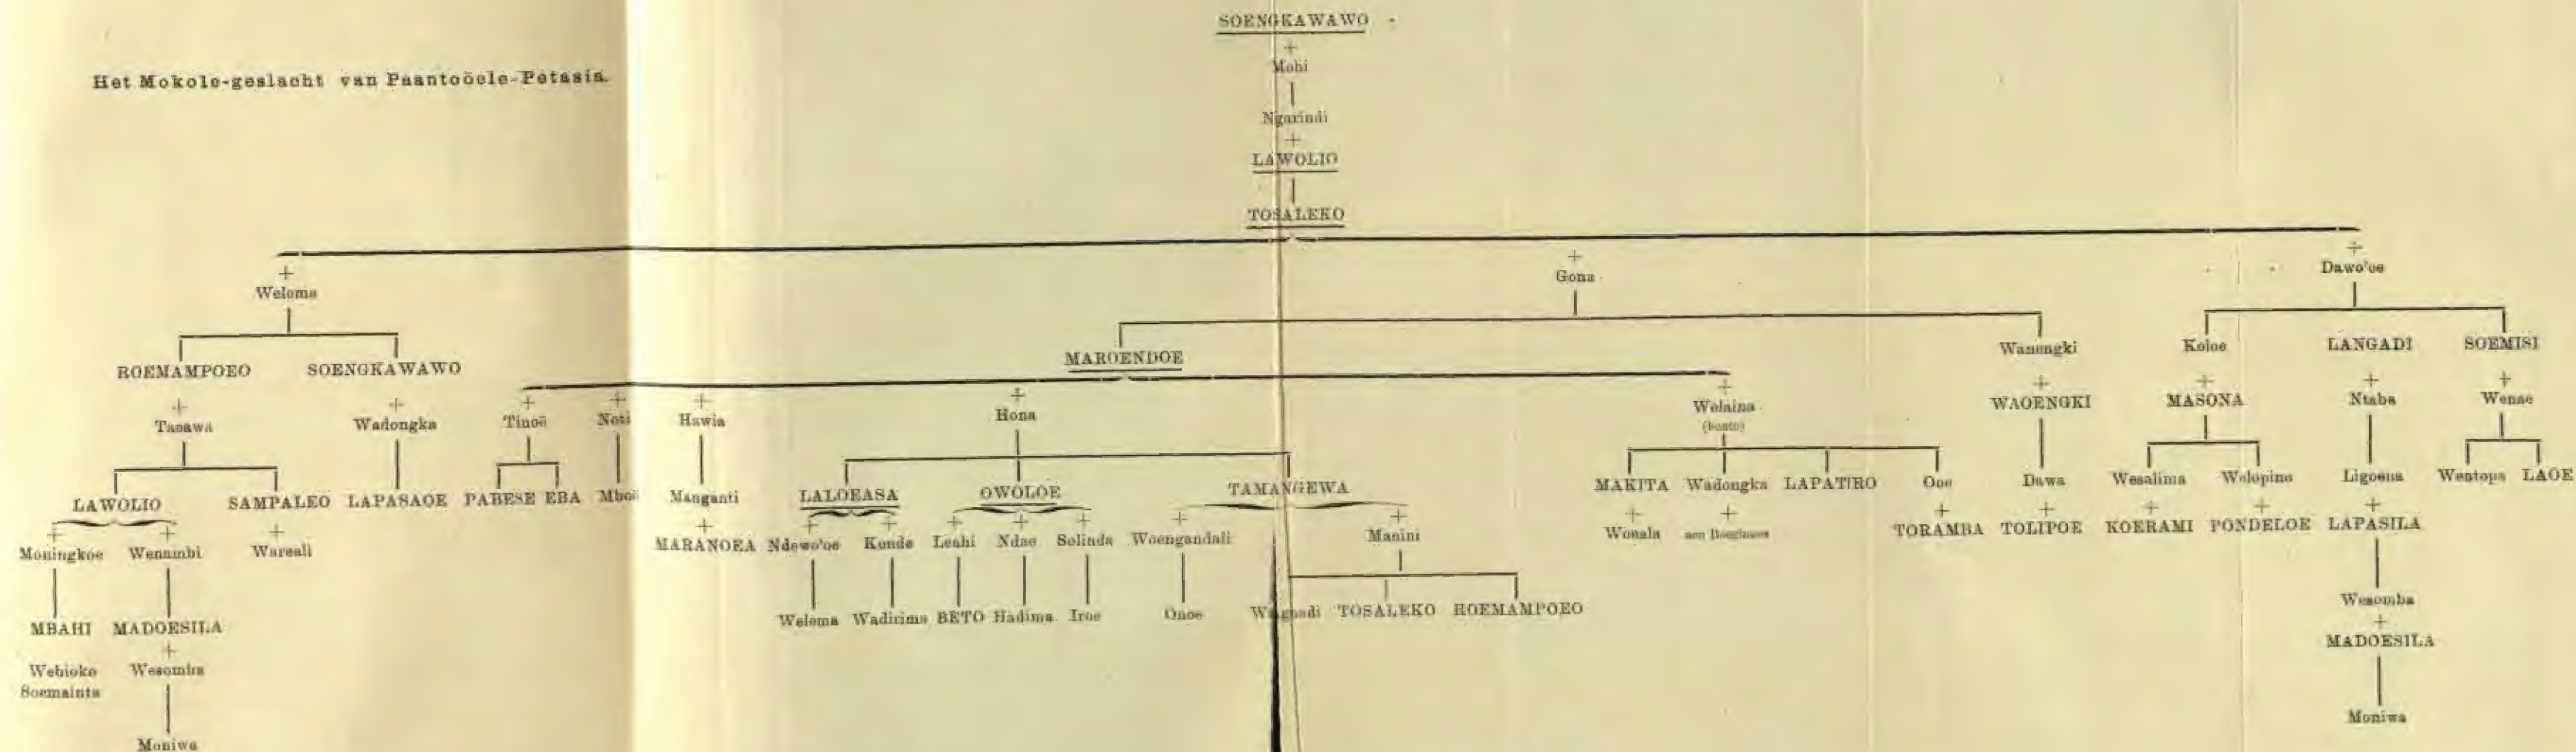 SOENGKAWAWO
+
Het Mokole-geslacht van Paantoöele-Petasia.
Mohi
Ngarindi
+
LAWOLIO
TOSALEKO
+ + +
Weloma Gona Dawo'oe
ROEMAMPOEO SOENGKAWAWO MAROENDOE Wanengki Koloe LANGADI SOEMISI
+ + + + + + + + + + + +
Tasawa Wadongka Tinoë Noti Hawia Hona Welaina WAOENGKI MASONA Ntaba Wenae
LAWOLIO SAMPALEO LAPASAOE PABESE EBA Manganti LALOEASA OWOLOE TAMANGEWA MAKITA Wadongka LAPATIRO Ooe Dawa Wesalima Welopine Ligoena Wentopa LAOE
+ + + + + + + + + + + + + + + + + +
Moningkoe Wenambi Wareali MARANOEA Ndewo'oe Konde Leahi Ndae Solinda Woengandali Manini Wonala TORAMBA TOLIPOE KOERAMI PONDELOE LAPASILA
MBAHI MADOESILA Weloma Wadirima BETO Hadima Iroe Onoe TOSALEKO ROEMAMPOEO Wesomba
+ +
Webioko Wesomba MADOESILA
Soemainta
Moniwa Moniwa